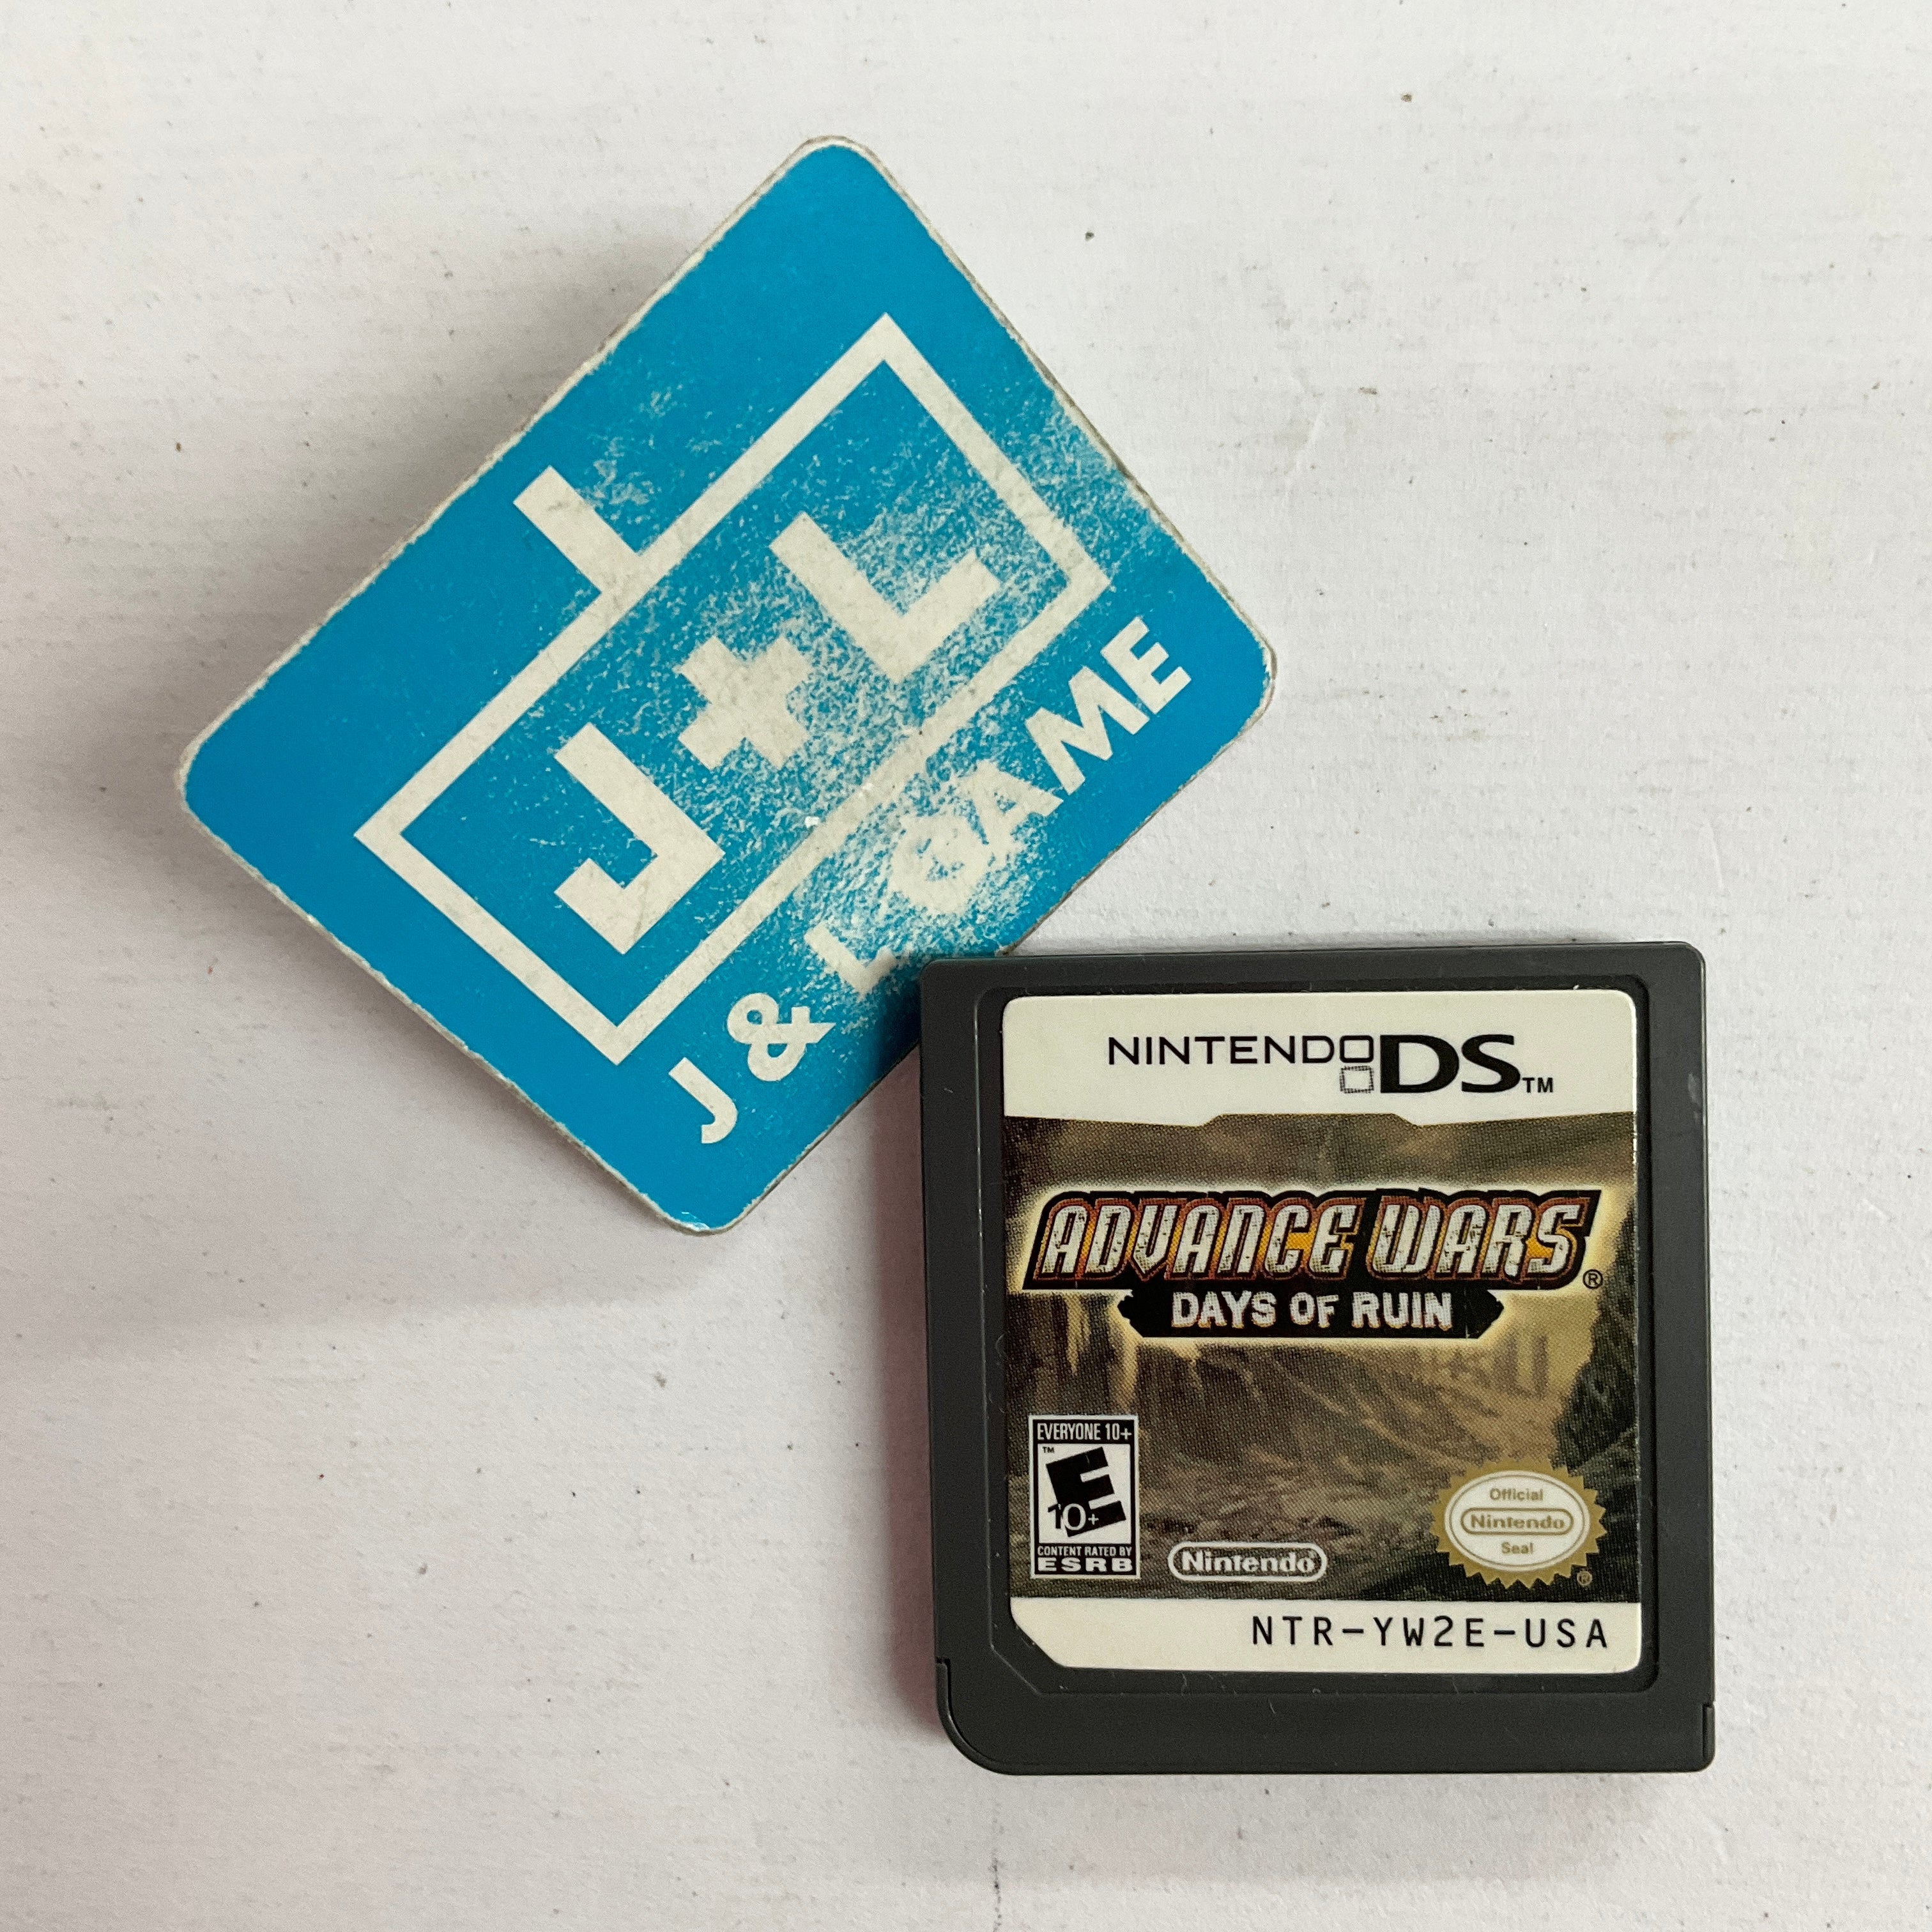 J+L
J & L GAME
NINTENDO DS™
ADVANCE WARS®
DAYS OF RUIN
EVERYONE 10+
™
E
10+
CONTENT RATED BY
ESRB
Nintendo
Official
Nintendo
Seal
®
NTR-YW2E-USA